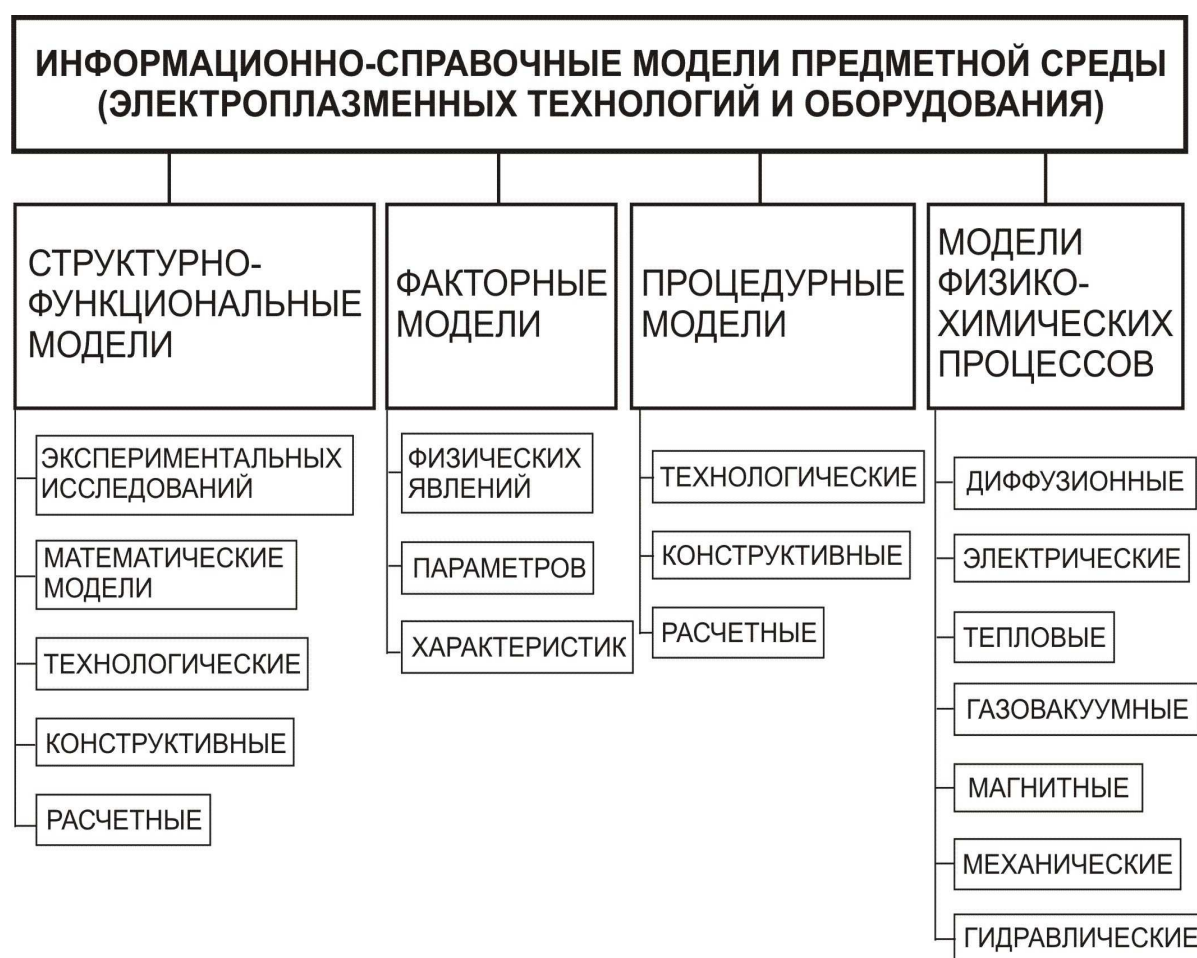 ИНФОРМАЦИОННО-СПРАВОЧНЫЕ МОДЕЛИ ПРЕДМЕТНОЙ СРЕДЫ
(ЭЛЕКТРОПЛАЗМЕННЫХ ТЕХНОЛОГИЙ И ОБОРУДОВАНИЯ)
СТРУКТУРНО-
ФУНКЦИОНАЛЬНЫЕ
МОДЕЛИ
ЭКСПЕРИМЕНТАЛЬНЫХ
ИССЛЕДОВАНИЙ
МАТЕМАТИЧЕСКИЕ
МОДЕЛИ
ТЕХНОЛОГИЧЕСКИЕ
КОНСТРУКТИВНЫЕ
РАСЧЕТНЫЕ
ФАКТОРНЫЕ
МОДЕЛИ
ФИЗИЧЕСКИХ
ЯВЛЕНИЙ
ПАРАМЕТРОВ
ХАРАКТЕРИСТИК
ПРОЦЕДУРНЫЕ
МОДЕЛИ
ТЕХНОЛОГИЧЕСКИЕ
КОНСТРУКТИВНЫЕ
РАСЧЕТНЫЕ
МОДЕЛИ
ФИЗИКО-
ХИМИЧЕСКИХ
ПРОЦЕССОВ
ДИФФУЗИОННЫЕ
ЭЛЕКТРИЧЕСКИЕ
ТЕПЛОВЫЕ
ГАЗОВАКУУМНЫЕ
МАГНИТНЫЕ
МЕХАНИЧЕСКИЕ
ГИДРАВЛИЧЕСКИЕ